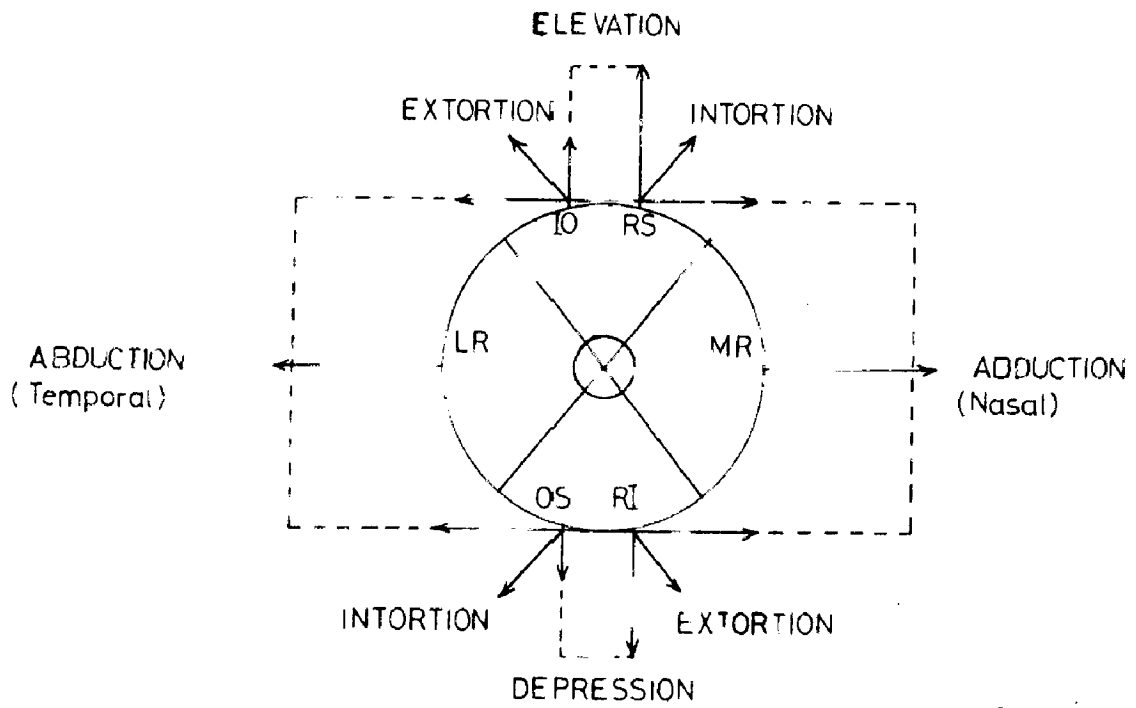 ELEVATION
EXTORTION INTORTION
IO RS
LR MR
ABDUCTION
(Temporal)
ADDUCTION
(Nasal)
OS RI
INTORTION EXTORTION
DEPRESSION